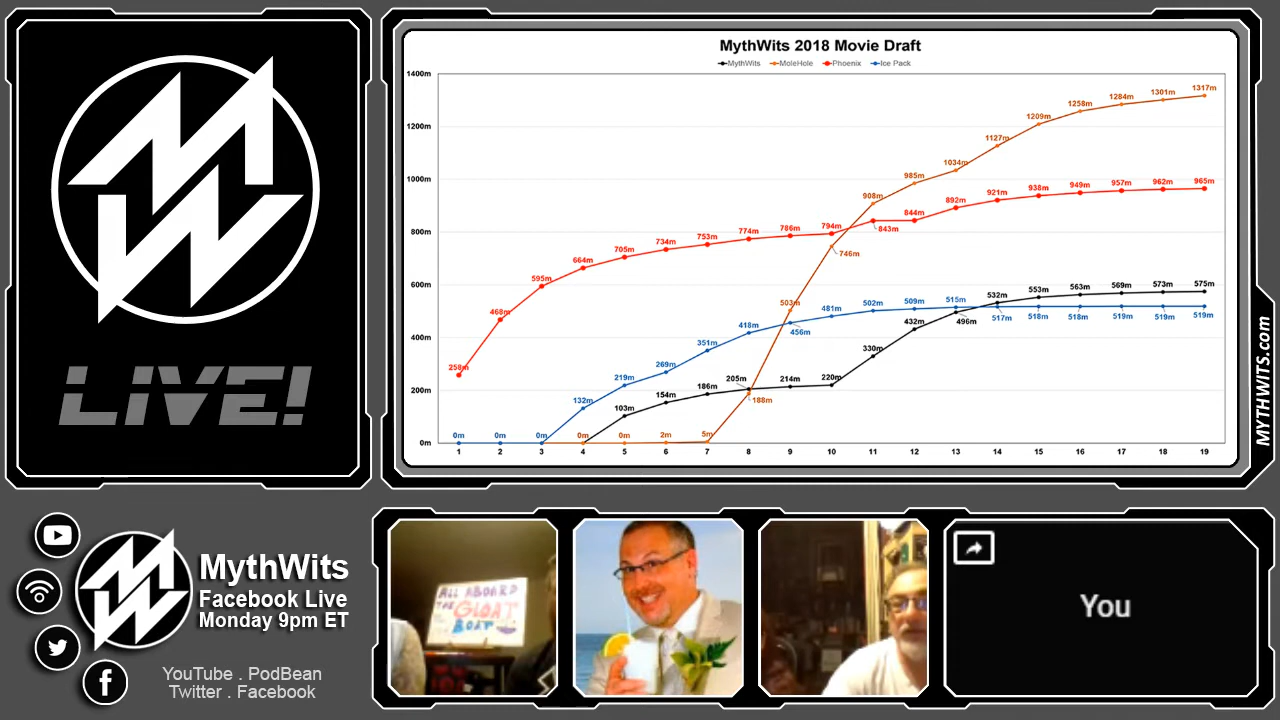 LIVE!
MythWits 2018 Movie Draft
MythWits MoleHole Phoenix Ice Pack
1400m
1200m
1000m
800m
600m
400m
200m
0m
258m 468m 595m 664m 705m 734m 753m 774m 786m 794m 843m 844m 892m 921m 938m 949m 957m 962m 965m
0m 0m 2m 5m 188m 503m 746m 908m 985m 1034m 1127m 1209m 1258m 1284m 1301m 1317m
0m 0m 0m 132m 219m 269m 351m 418m 456m 481m 502m 509m 515m 517m 518m 518m 519m 519m 519m
103m 154m 186m 205m 214m 220m 330m 432m 496m 532m 553m 563m 569m 573m 575m
1 2 3 4 5 6 7 8 9 10 11 12 13 14 15 16 17 18 19
MYTHWITS.com
MythWits
Facebook Live
Monday 9pm ET
YouTube . PodBean
Twitter . Facebook
ALL ABOARD
THE GLOAT
BOAT
You